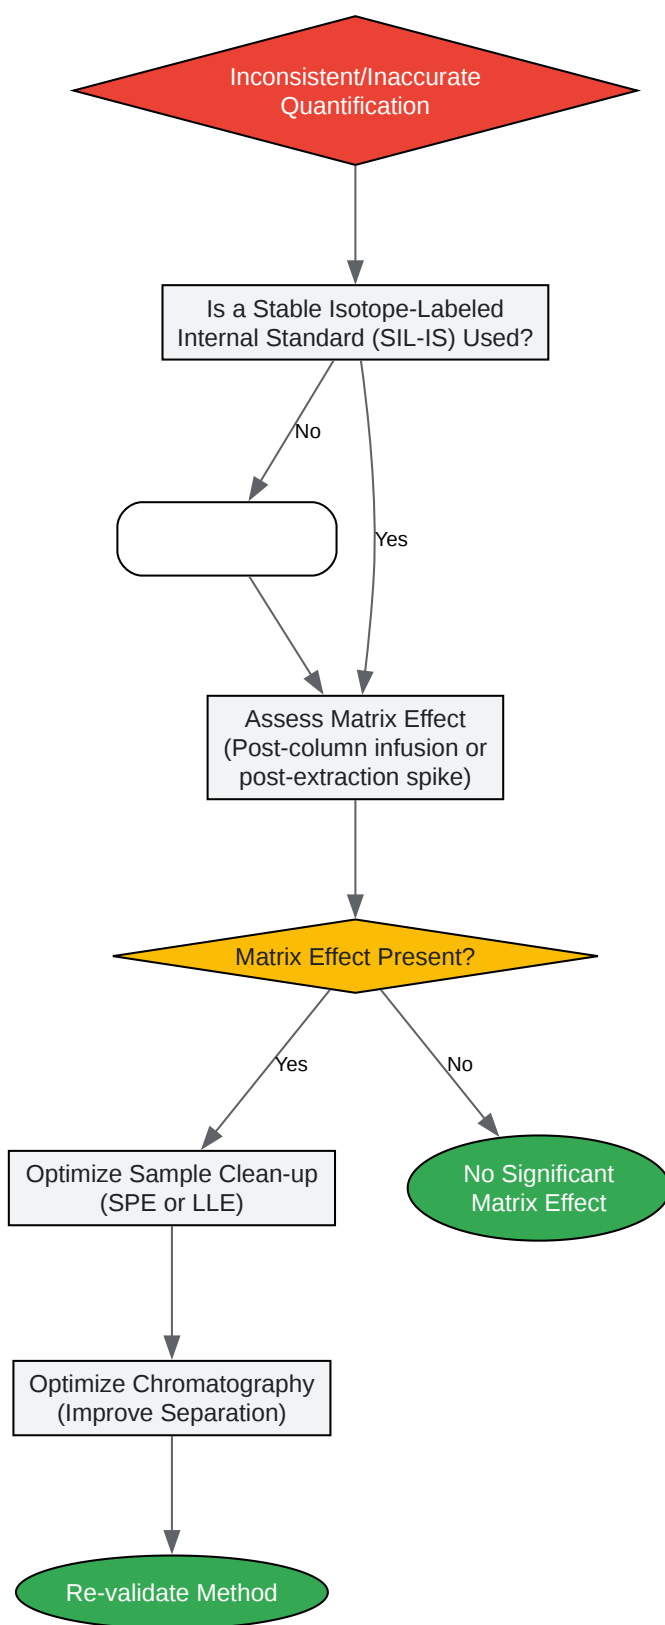 Inconsistent/Inaccurate
Quantification
Is a Stable Isotope-Labeled
Internal Standard (SIL-IS) Used?
No
Yes
Assess Matrix Effect
(Post-column infusion or
post-extraction spike)
Matrix Effect Present?
Yes
No
Optimize Sample Clean-up
(SPE or LLE)
No Significant
Matrix Effect
Optimize Chromatography
(Improve Separation)
Re-validate Method